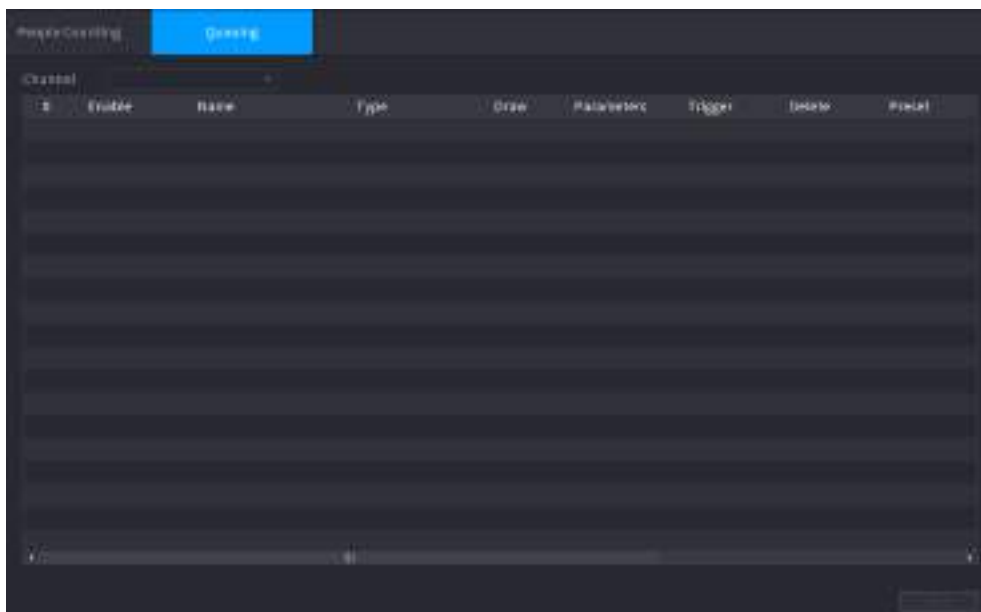 People Counting Queuing
Channel
Enable Name Type Draw Parameters Trigger Delete Preset